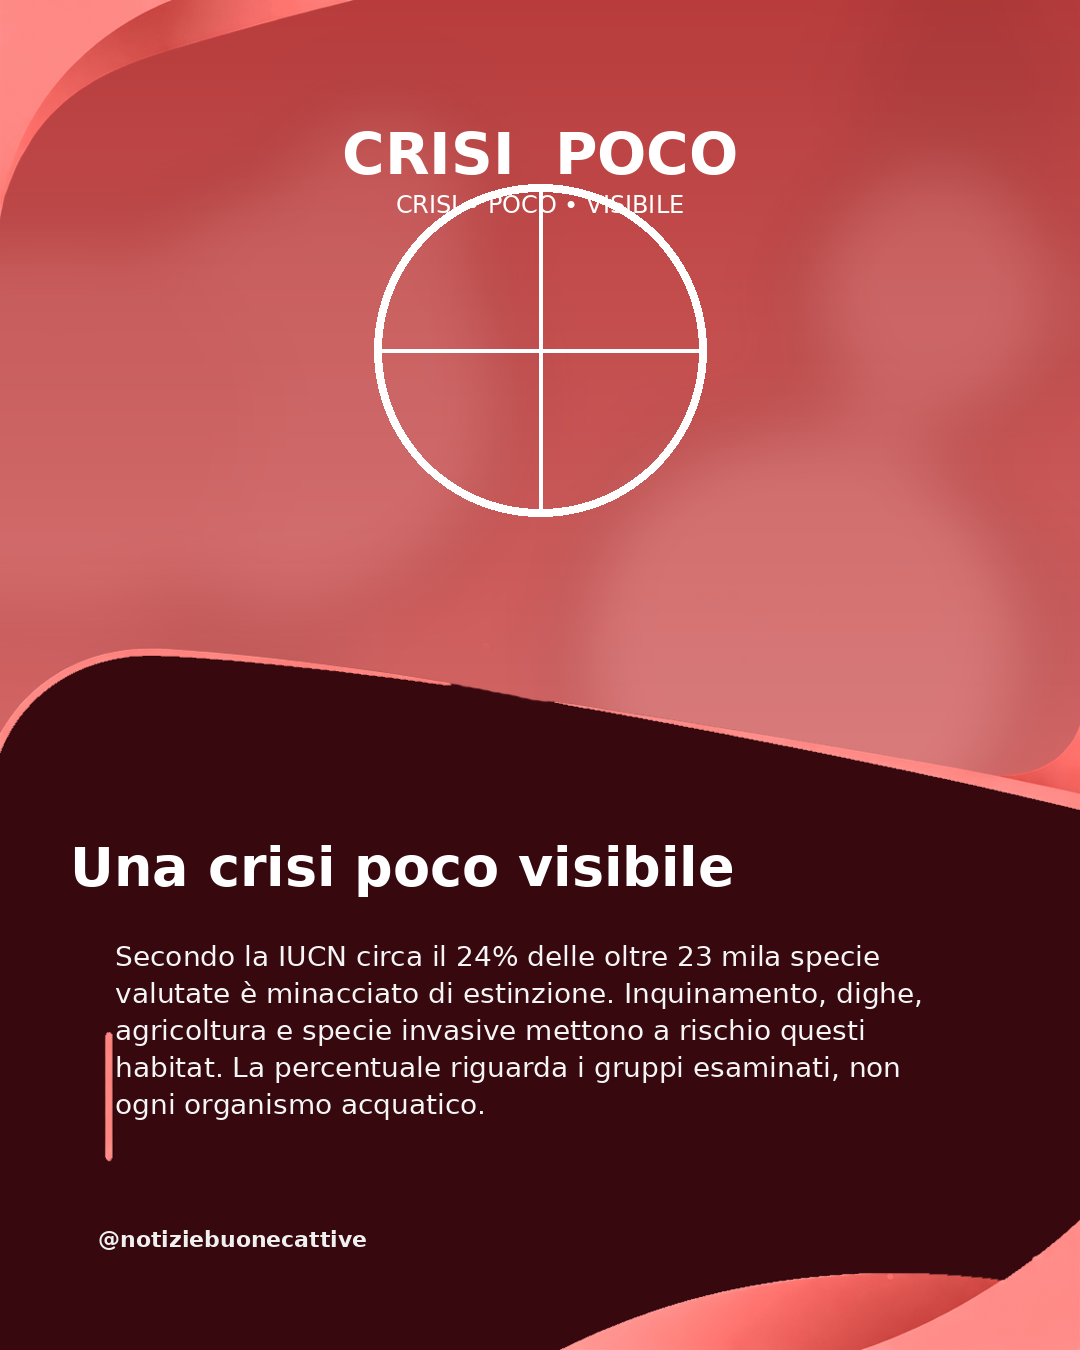 CRISI POCO
CRISI • POCO • VISIBILE
Una crisi poco visibile
Secondo la IUCN circa il 24% delle oltre 23 mila specie
valutate è minacciato di estinzione. Inquinamento, dighe,
agricoltura e specie invasive mettono a rischio questi
habitat. La percentuale riguarda i gruppi esaminati, non
ogni organismo acquatico.
@notiziebuonecattive